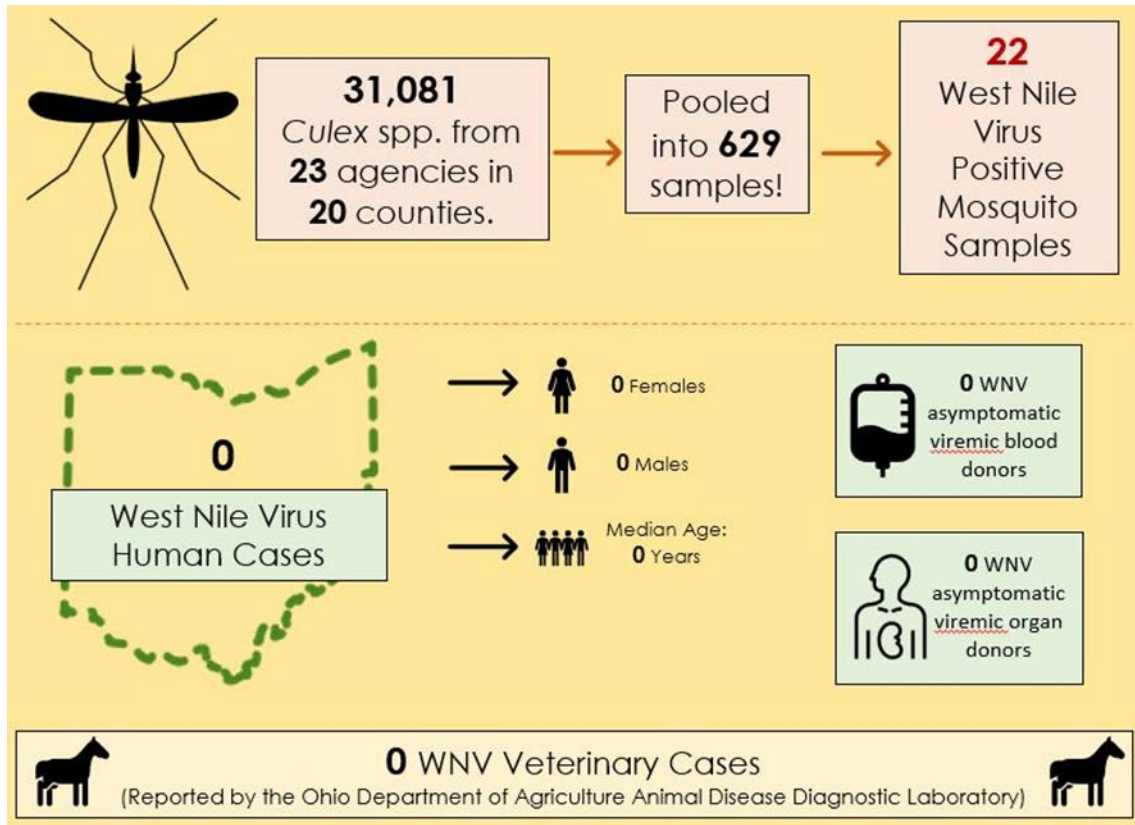 31,081
Culex spp. from
23 agencies in
20 counties.
Pooled
into 629
samples!
22
West Nile
Virus
Positive
Mosquito
Samples
0
West Nile Virus
Human Cases
0 Females
0 Males
Median Age:
0 Years
0 WNV
asymptomatic
viremic blood
donors
0 WNV
asymptomatic
viremic organ
donors
0 WNV Veterinary Cases
(Reported by the Ohio Department of Agriculture Animal Disease Diagnostic Laboratory)